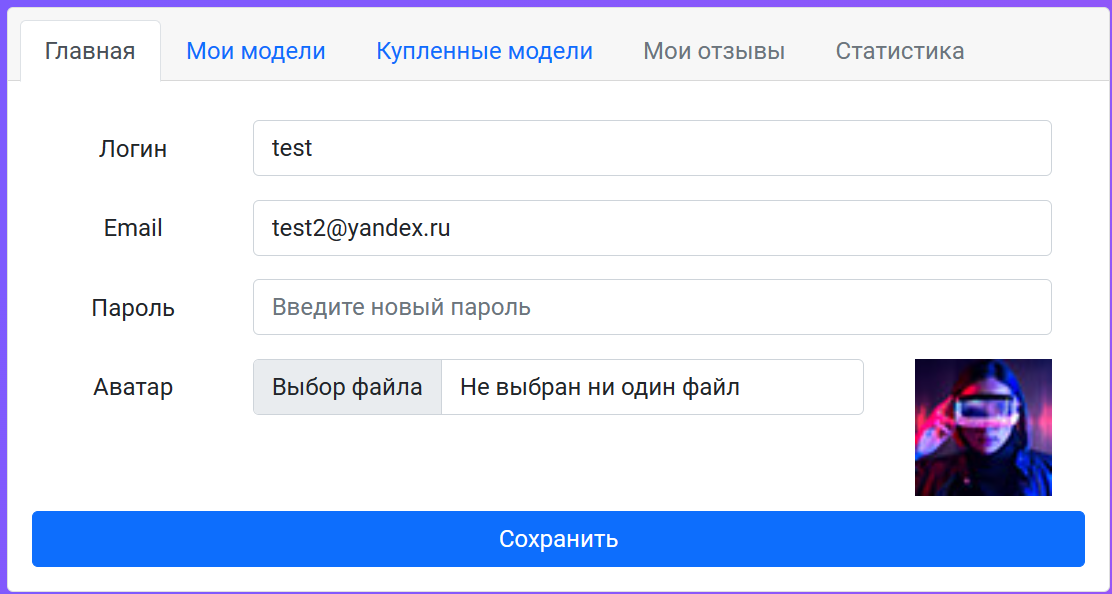 Главная Мои модели Купленные модели Мои отзывы Статистика
Логин test
Email test2@yandex.ru
Пароль Введите новый пароль
Аватар Выбор файла Не выбран ни один файл
Сохранить